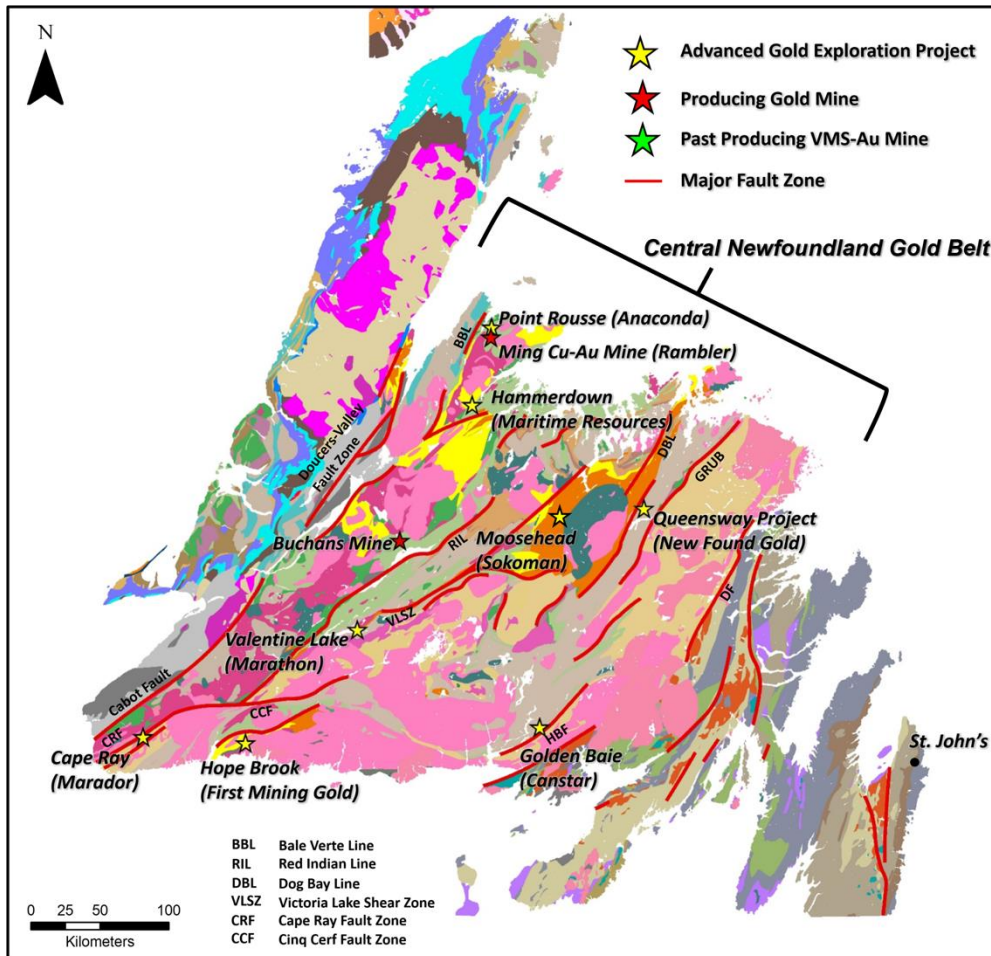 N
Advanced Gold Exploration Project
Producing Gold Mine
Past Producing VMS-Au Mine
Major Fault Zone
Central Newfoundland Gold Belt
BBL
Point Rousse (Anaconda)
Ming Cu-Au Mine (Rambler)
Hammerdown
(Maritime Resources)
Doucers-Valley
Fault Zone
DBL
GRUB
Buchans Mine
RIL
Moosehead
(Sokoman)
Queensway Project
(New Found Gold)
VLSZ
DF
Valentine Lake
(Marathon)
Cabot Fault
CCF
CRF
HBF
Cape Ray
(Marador)
Hope Brook
(First Mining Gold)
Golden Baie
(Canstar)
St. John's
BBL Bale Verte Line
RIL Red Indian Line
DBL Dog Bay Line
VLSZ Victoria Lake Shear Zone
CRF Cape Ray Fault Zone
CCF Cinq Cerf Fault Zone
0 25 50 100
Kilometers